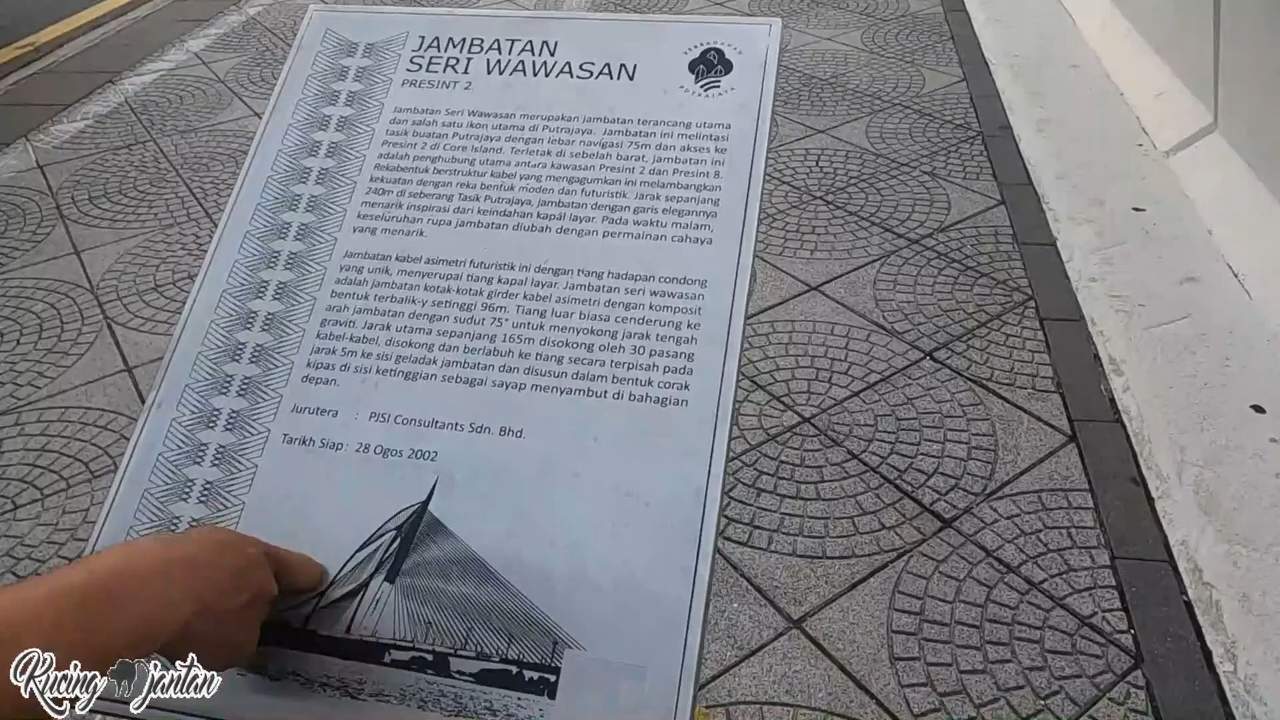 JAMBATAN
SERI WAWASAN
PRESINT 2
PERBADANAN
PUTRAJAYA
Jambatan Seri Wawasan merupakan jambatan terancang utama
dan salah satu ikon utama di Putrajaya. Jambatan ini melintasi
tasik buatan Putrajaya dengan lebar navigasi 75m dan akses ke
Presint 2 di Core Island. Terletak di sebelah barat, jambatan ini
adalah penghubung utama antara kawasan Presint 2 dan Presint 8.
Rekabentuk berstruktur kabel yang mengagumkan ini melambangkan
kekuatan dengan reka bentuk moden dan futuristik. Jarak sepanjang
240m di seberang Tasik Putrajaya, jambatan dengan garis elegannya
menarik inspirasi dari keindahan kapal layar. Pada waktu malam,
keseluruhan rupa jambatan diubah dengan permainan cahaya
yang menarik.
Jambatan kabel asimetri futuristik ini dengan tiang hadapan condong
yang unik, menyerupai tiang kapal layar. Jambatan seri wawasan
adalah jambatan kotak-kotak girder kabel asimetri dengan komposit
bentuk terbalik-y setinggi 96m. Tiang luar biasa cenderung ke
arah jambatan dengan sudut 75° untuk menyokong jarak tengah
graviti. Jarak utama sepanjang 165m disokong oleh 30 pasang
kabel-kabel, disokong dan berlabuh ke tiang secara terpisah pada
jarak 5m ke sisi geladak jambatan dan disusun dalam bentuk corak
kipas di sisi ketinggian sebagai sayap menyambut di bahagian
depan.
Jurutera : PJSI Consultants Sdn. Bhd.
Tarikh Siap : 28 Ogos 2002
Kucing jantan